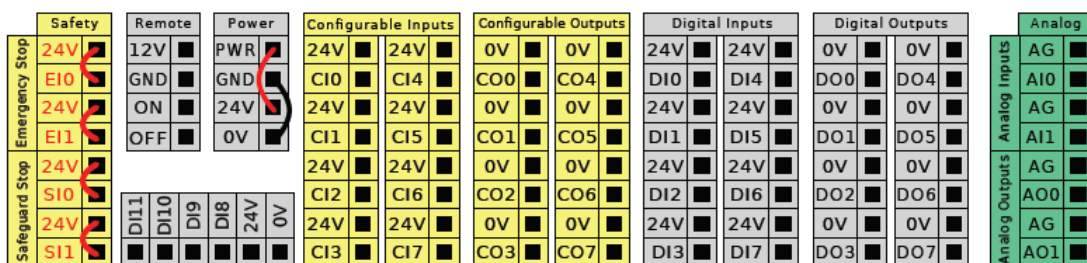 Safety
Emergency Stop
24V
EI0
24V
EI1
Safeguard Stop
24V
SI0
24V
SI1
Remote
12V
GND
ON
OFF
Power
PWR
GND
24V
0V
DI11
DI10
DI9
DI8
24V
0V
Configurable Inputs
24V 24V
CI0 CI4
24V 24V
CI1 CI5
24V 24V
CI2 CI6
24V 24V
CI3 CI7
Configurable Outputs
0V 0V
CO0 CO4
0V 0V
CO1 CO5
0V 0V
CO2 CO6
0V 0V
CO3 CO7
Digital Inputs
24V 24V
DI0 DI4
24V 24V
DI1 DI5
24V 24V
DI2 DI6
24V 24V
DI3 DI7
Digital Outputs
0V 0V
DO0 DO4
0V 0V
DO1 DO5
0V 0V
DO2 DO6
0V 0V
DO3 DO7
Analog
Analog Inputs
AG
AI0
AG
AI1
Analog Outputs
AG
AO0
AG
AO1